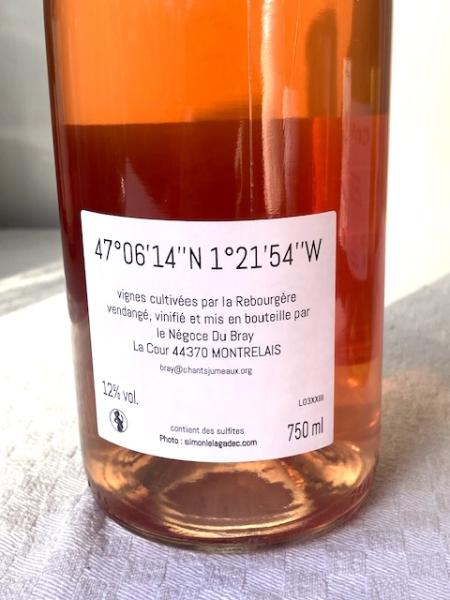 47°06'14''N 1°21'54''W
vignes cultivées par la Rebourgère
vendangé, vinifié et mis en bouteille par
le Négoce Du Bray
La Cour 44370 MONTRELAIS
bray@chantsjumeaux.org
12% vol.
L03XXIII
contient des sulfites
750 ml
Photo : simonlelagadec.com